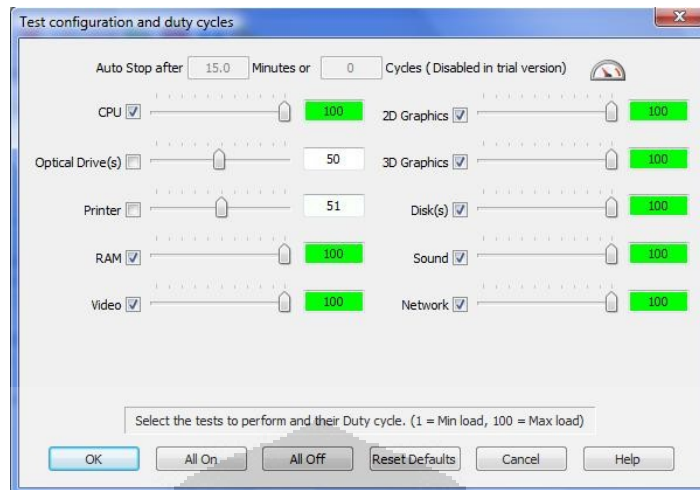 Test configuration and duty cycles
Auto Stop after 15.0 Minutes or 0 Cycles ( Disabled in trial version)
CPU 100 2D Graphics 100
Optical Drive(s) 50 3D Graphics 100
Printer 51 Disk(s) 100
RAM 100 Sound 100
Video 100 Network 100
Select the tests to perform and their Duty cycle. (1 = Min load, 100 = Max load)
OK All On All Off Reset Defaults Cancel Help